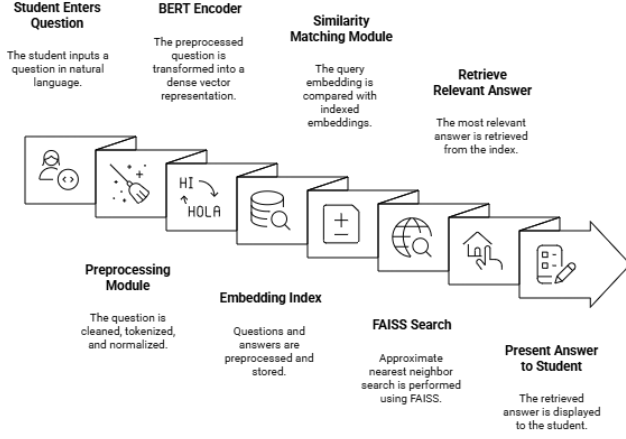 Student Enters
Question
The student inputs a
question in natural
language.
BERT Encoder
The preprocessed
question is
transformed into a
dense vector
representation.
Similarity
Matching Module
The query
embedding is
compared with
indexed
embeddings.
Retrieve
Relevant Answer
The most relevant
answer is retrieved
from the index.
HI
HOLA
Preprocessing
Module
The question is
cleaned, tokenized,
and normalized.
Embedding Index
Questions and
answers are
preprocessed and
stored.
FAISS Search
Approximate
nearest neighbor
search is performed
using FAISS.
Present Answer
to Student
The retrieved
answer is displayed
to the student.